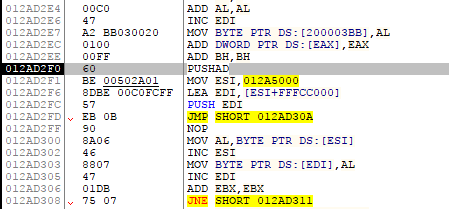 012AD2E4 00C0 ADD AL,AL
012AD2E6 47 INC EDI
012AD2E7 A2 BB030020 MOV BYTE PTR DS:[200003BB],AL
012AD2EC 0100 ADD DWORD PTR DS:[EAX],EAX
012AD2EE 00FF ADD BH,BH
012AD2F0 60 PUSHAD
012AD2F1 BE 00502A01 MOV ESI,012A5000
012AD2F6 8DBE 00C0FCFF LEA EDI,[ESI+FFFCC000]
012AD2FC 57 PUSH EDI
012AD2FD EB 0B JMP SHORT 012AD30A
012AD2FF 90 NOP
012AD300 8A06 MOV AL,BYTE PTR DS:[ESI]
012AD302 46 INC ESI
012AD303 8807 MOV BYTE PTR DS:[EDI],AL
012AD305 47 INC EDI
012AD306 01DB ADD EBX,EBX
012AD308 75 07 JNE SHORT 012AD311